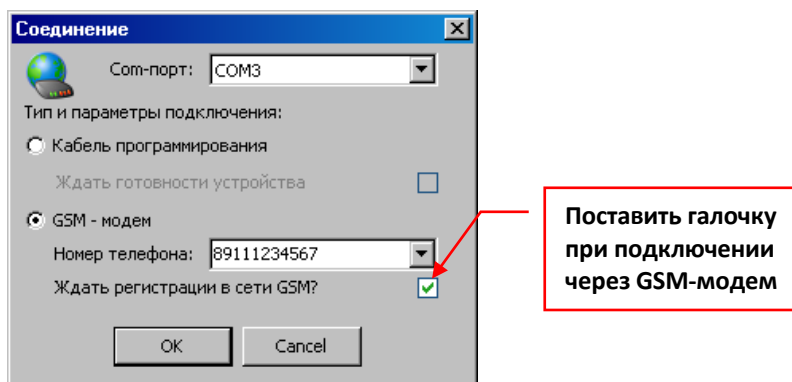 Соединение
Com-порт: COM3
Тип и параметры подключения:
Кабель программирования
Ждать готовности устройства
GSM - модем
Номер телефона: 89111234567
Ждать регистрации в сети GSM?
OK Cancel
Поставить галочку
при подключении
через GSM-модем